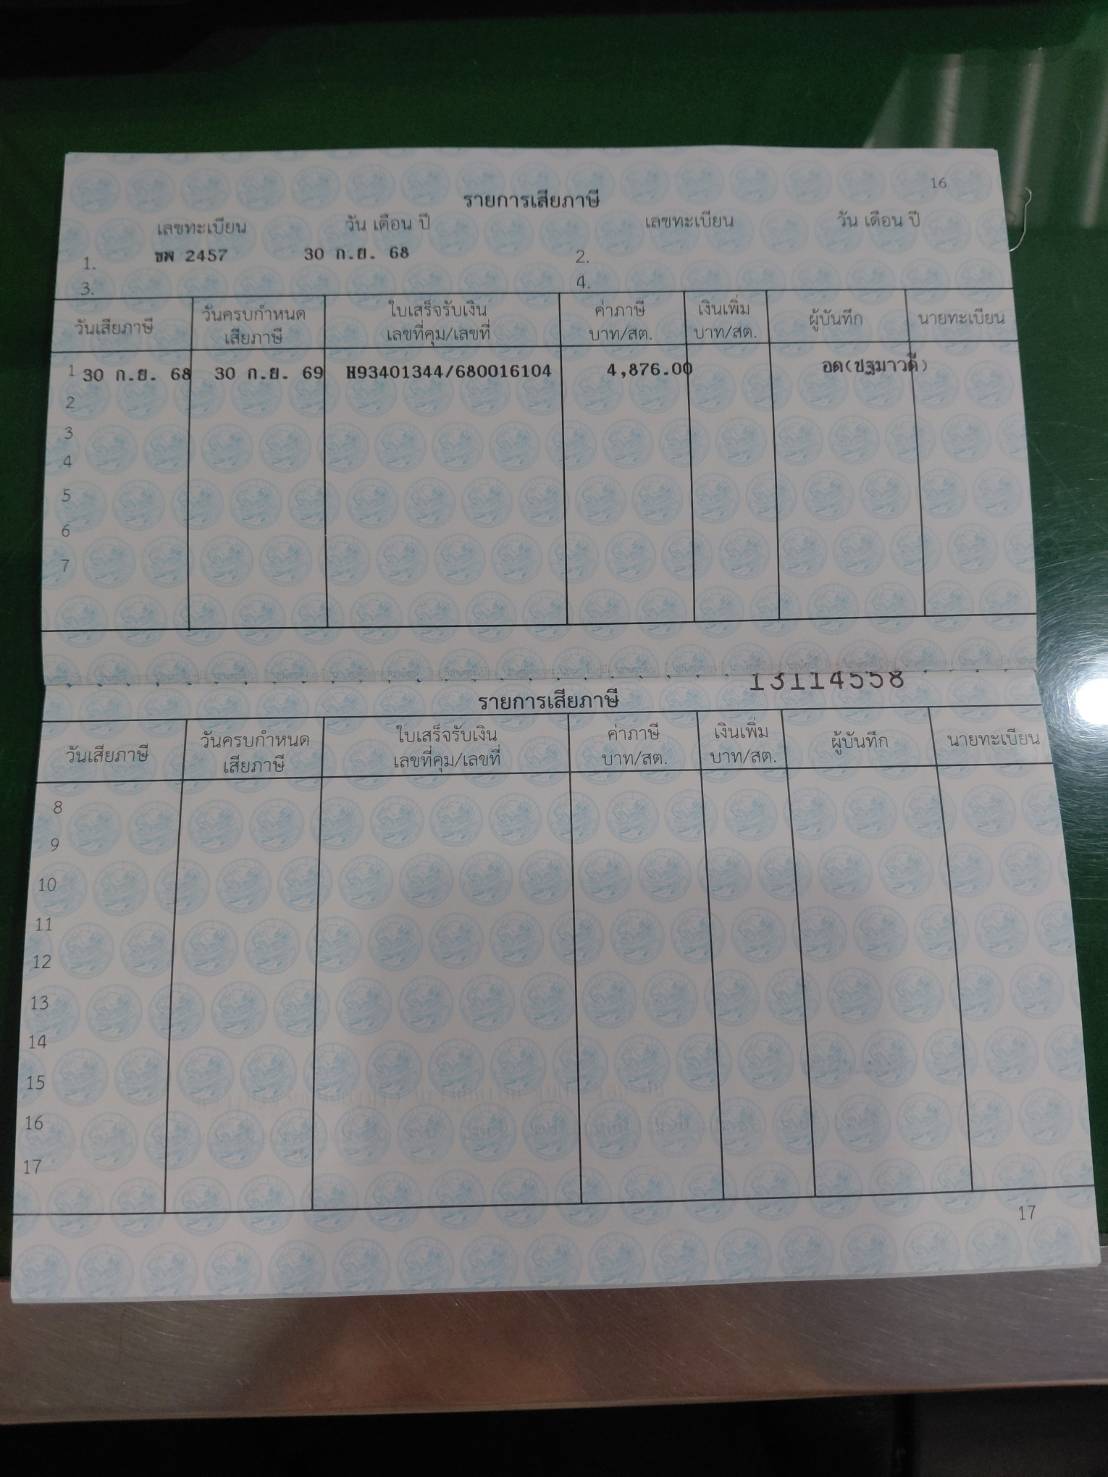 16
รายการเสียภาษี
เลขทะเบียน วัน เดือน ปี เลขทะเบียน วัน เดือน ปี
1. ขพ 2457 30 ก.ย. 68 2.
3. 4.
วันเสียภาษี วันครบกำหนด เสียภาษี ใบเสร็จรับเงิน เลขที่คุม/เลขที่ ค่าภาษี บาท/สต. เงินเพิ่ม บาท/สต. ผู้บันทึก นายทะเบียน
1 30 ก.ย. 68 30 ก.ย. 69 H93401344/680016104 4,876.00 อด(ปฐมาวดี)
2
3
4
5
6
7
13114558
รายการเสียภาษี
วันเสียภาษี วันครบกำหนด เสียภาษี ใบเสร็จรับเงิน เลขที่คุม/เลขที่ ค่าภาษี บาท/สต. เงินเพิ่ม บาท/สต. ผู้บันทึก นายทะเบียน
8
9
10
11
12
13
14
15
16
17
17